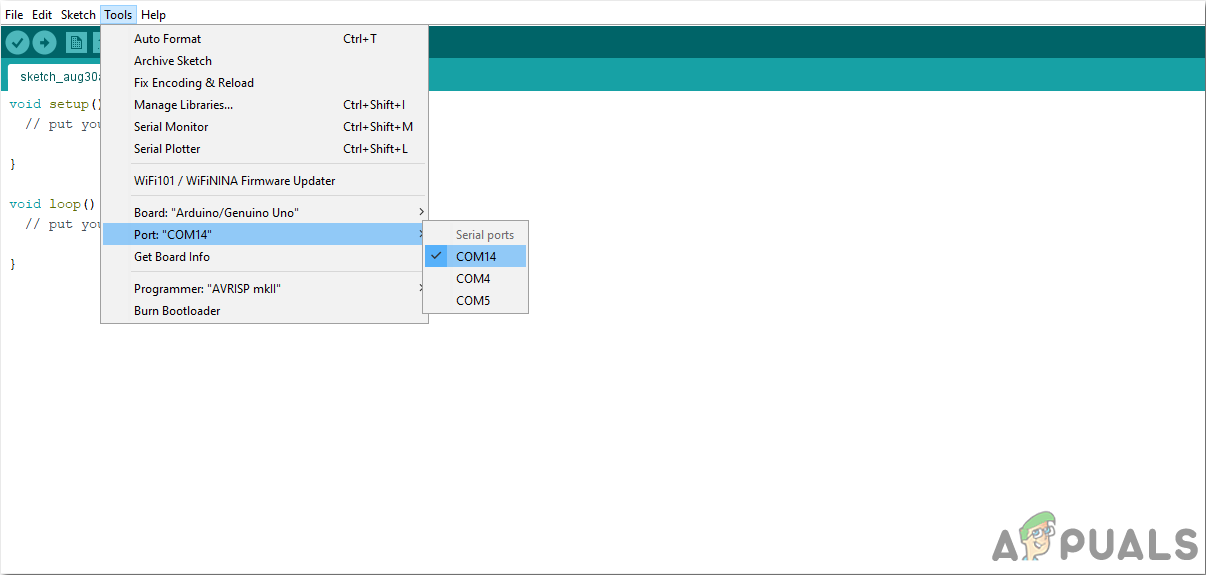 File Edit Sketch Tools Help
Auto Format Ctrl+T
Archive Sketch
Fix Encoding & Reload
Manage Libraries... Ctrl+Shift+I
Serial Monitor Ctrl+Shift+M
Serial Plotter Ctrl+Shift+L
WiFi101 / WiFiNINA Firmware Updater
Board: "Arduino/Genuino Uno"
Port: "COM14"
Get Board Info
Programmer: "AVRISP mkII"
Burn Bootloader
Serial ports
COM14
COM4
COM5
sketch_aug30a
void setup()
// put you
}
void loop()
// put you
}
APPUALS